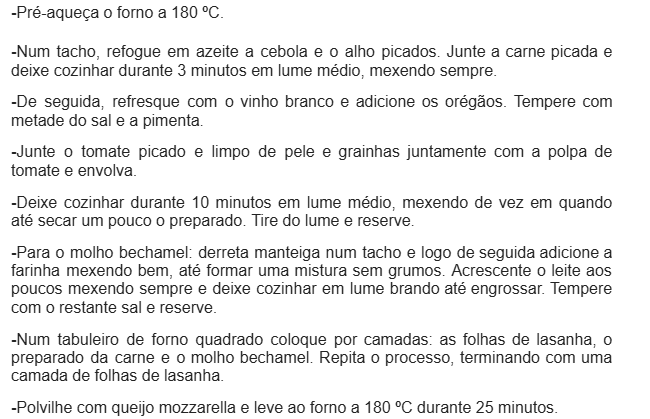 -Pré-aqueça o forno a 180 ºC.
-Num tacho, refogue em azeite a cebola e o alho picados. Junte a carne picada e
deixe cozinhar durante 3 minutos em lume médio, mexendo sempre.
-De seguida, refresque com o vinho branco e adicione os orégãos. Tempere com
metade do sal e a pimenta.
-Junte o tomate picado e limpo de pele e grainhas juntamente com a polpa de
tomate e envolva.
-Deixe cozinhar durante 10 minutos em lume médio, mexendo de vez em quando
até secar um pouco o preparado. Tire do lume e reserve.
-Para o molho bechamel: derreta manteiga num tacho e logo de seguida adicione a
farinha mexendo bem, até formar uma mistura sem grumos. Acrescente o leite aos
poucos mexendo sempre e deixe cozinhar em lume brando até engrossar. Tempere
com o restante sal e reserve.
-Num tabuleiro de forno quadrado coloque por camadas: as folhas de lasanha, o
preparado da carne e o molho bechamel. Repita o processo, terminando com uma
camada de folhas de lasanha.
-Polvilhe com queijo mozzarella e leve ao forno a 180 ºC durante 25 minutos.